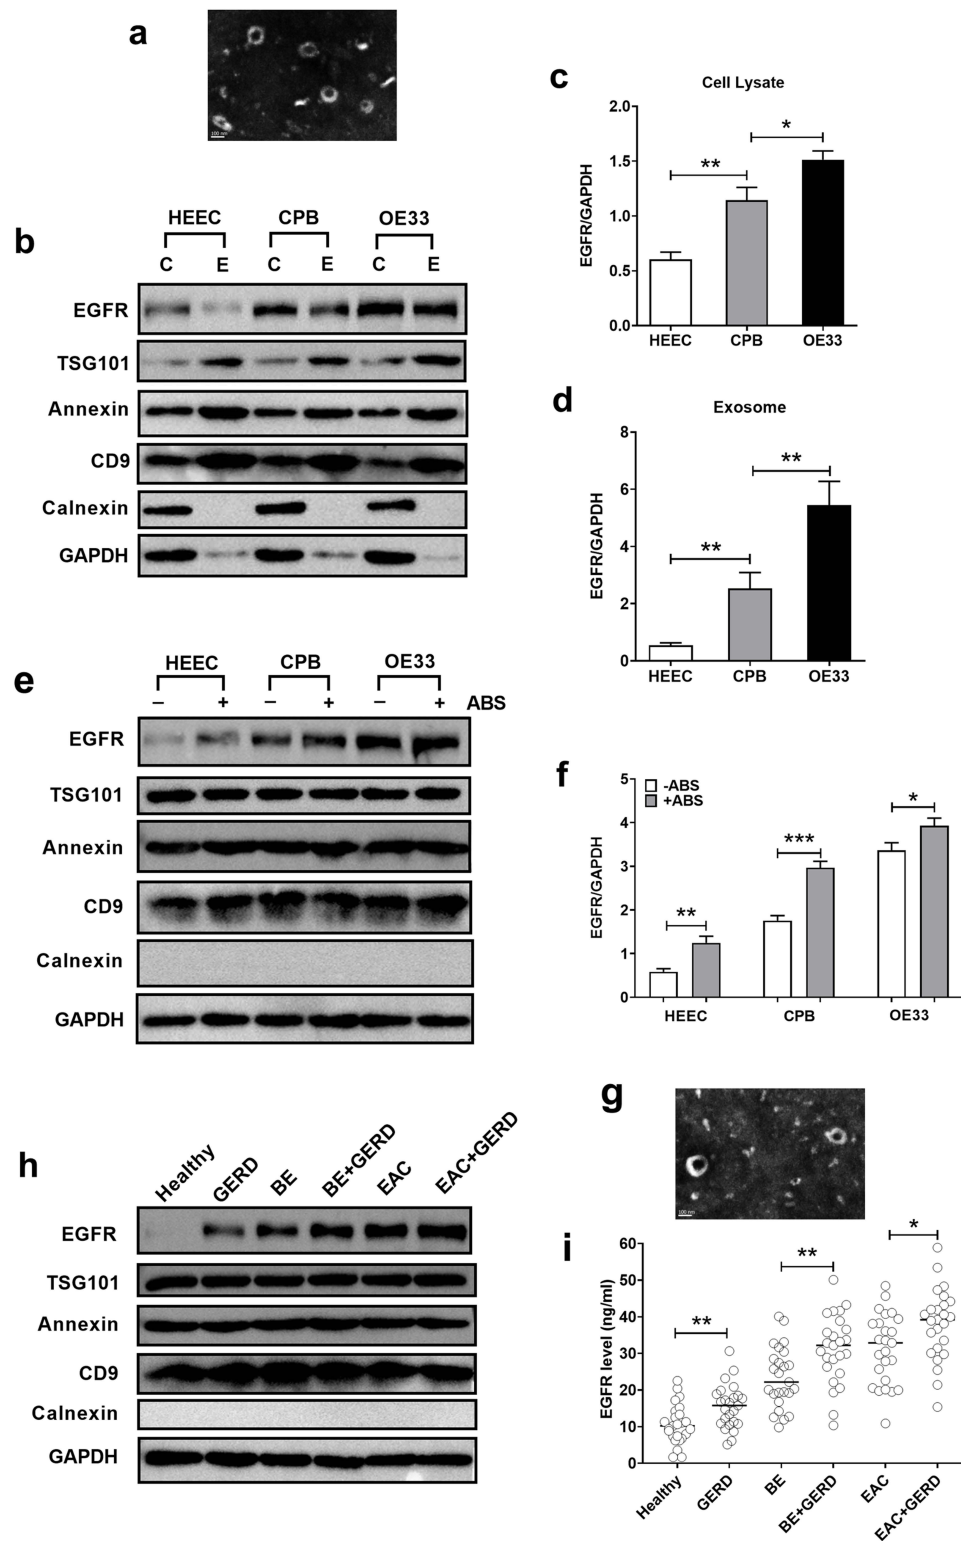 a
100 nm
b
HEEC CPB OE33
C E C E C E
EGFR
TSG101
Annexin
CD9
Calnexin
GAPDH
c
Cell Lysate
EGFR/GAPDH
2.0
1.5
1.0
0.5
0.0
** *
HEEC CPB OE33
d
Exosome
EGFR/GAPDH
8
6
4
2
0
** **
HEEC CPB OE33
e
HEEC CPB OE33
– + – + – + ABS
EGFR
TSG101
Annexin
CD9
Calnexin
GAPDH
f
-ABS
+ABS
EGFR/GAPDH
5
4
3
2
1
0
** *** *
HEEC CPB OE33
g
100 nm
h
Healthy GERD BE BE+GERD EAC EAC+GERD
EGFR
TSG101
Annexin
CD9
Calnexin
GAPDH
i
EGFR level (ng/ml)
60
50
40
30
20
10
0
** ** *
Healthy GERD BE BE+GERD EAC EAC+GERD